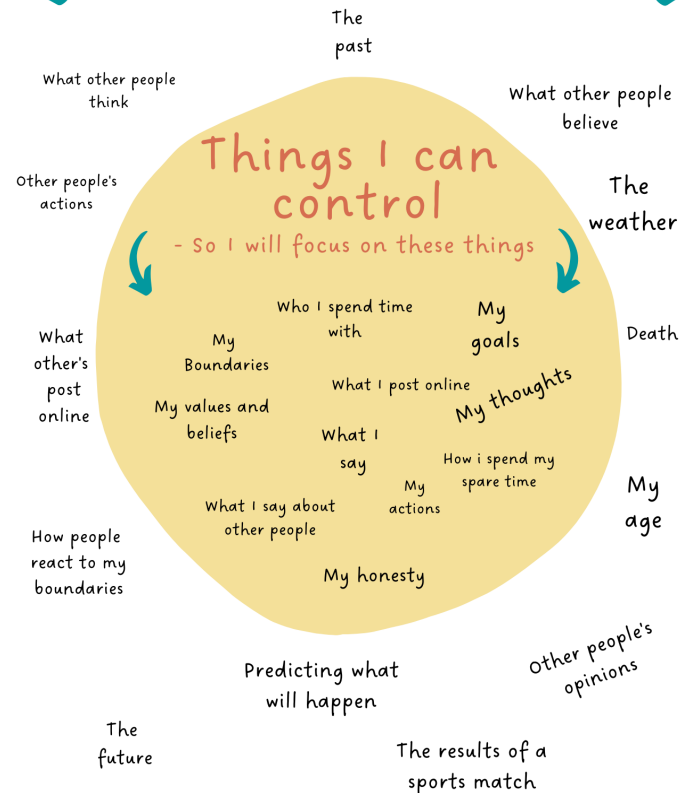 The
past
What other people
think
What other people
believe
Things I can
control
- So I will focus on these things
Other people's
actions
The
weather
Who I spend time
with
My
goals
My
Boundaries
What
other's
post
online
Death
What I post online
My thoughts
My values and
beliefs
What I
say
How i spend my
spare time
My
actions
My
age
What I say about
other people
How people
react to my
boundaries
My honesty
Other people's
opinions
Predicting what
will happen
The
future
The results of a
sports match